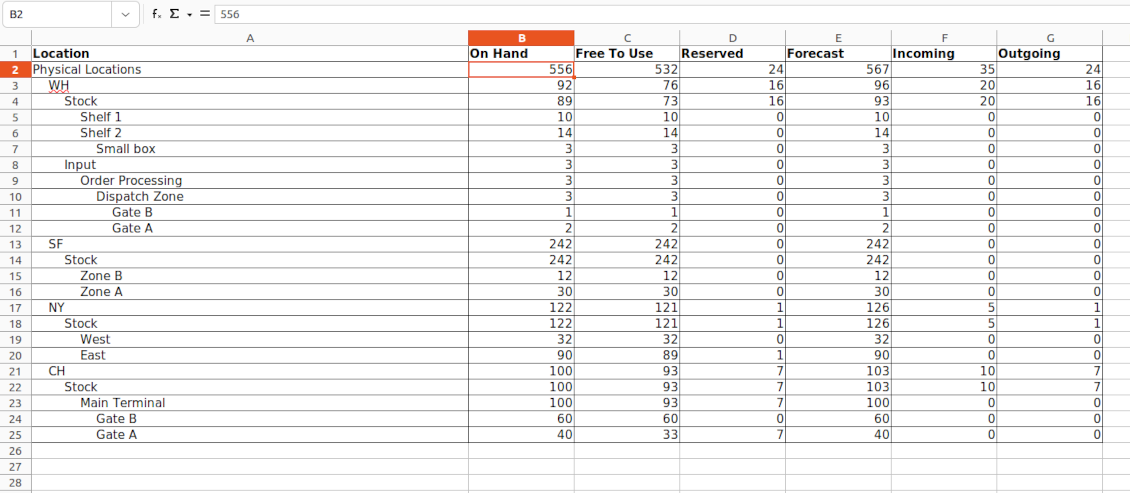 B2 fx Σ = 556
A B C D E F G
1 Location On Hand Free To Use Reserved Forecast Incoming Outgoing
2 Physical Locations 556 532 24 567 35 24
3 WH 92 76 16 96 20 16
4 Stock 89 73 16 93 20 16
5 Shelf 1 10 10 0 10 0 0
6 Shelf 2 14 14 0 14 0 0
7 Small box 3 3 0 3 0 0
8 Input 3 3 0 3 0 0
9 Order Processing 3 3 0 3 0 0
10 Dispatch Zone 3 3 0 3 0 0
11 Gate B 1 1 0 1 0 0
12 Gate A 2 2 0 2 0 0
13 SF 242 242 0 242 0 0
14 Stock 242 242 0 242 0 0
15 Zone B 12 12 0 12 0 0
16 Zone A 30 30 0 30 0 0
17 NY 122 121 1 126 5 1
18 Stock 122 121 1 126 5 1
19 West 32 32 0 32 0 0
20 East 90 89 1 90 0 0
21 CH 100 93 7 103 10 7
22 Stock 100 93 7 103 10 7
23 Main Terminal 100 93 7 100 0 0
24 Gate B 60 60 0 60 0 0
25 Gate A 40 33 7 40 0 0
26
27
28